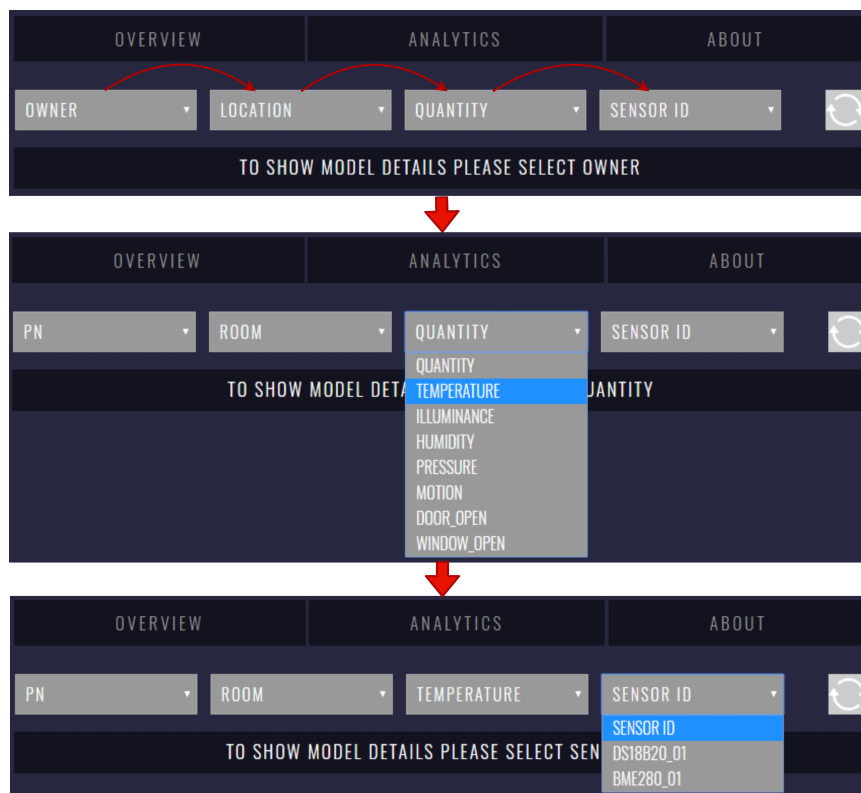 OVERVIEW ANALYTICS ABOUT
OWNER LOCATION QUANTITY SENSOR ID
TO SHOW MODEL DETAILS PLEASE SELECT OWNER
OVERVIEW ANALYTICS ABOUT
PN ROOM QUANTITY SENSOR ID
QUANTITY
TO SHOW MODEL DETA TEMPERATURE UANTITY
ILLUMINANCE
HUMIDITY
PRESSURE
MOTION
DOOR_OPEN
WINDOW_OPEN
OVERVIEW ANALYTICS ABOUT
PN ROOM TEMPERATURE SENSOR ID
SENSOR ID
TO SHOW MODEL DETAILS PLEASE SELECT SEN DS18B20_01
BME280_01